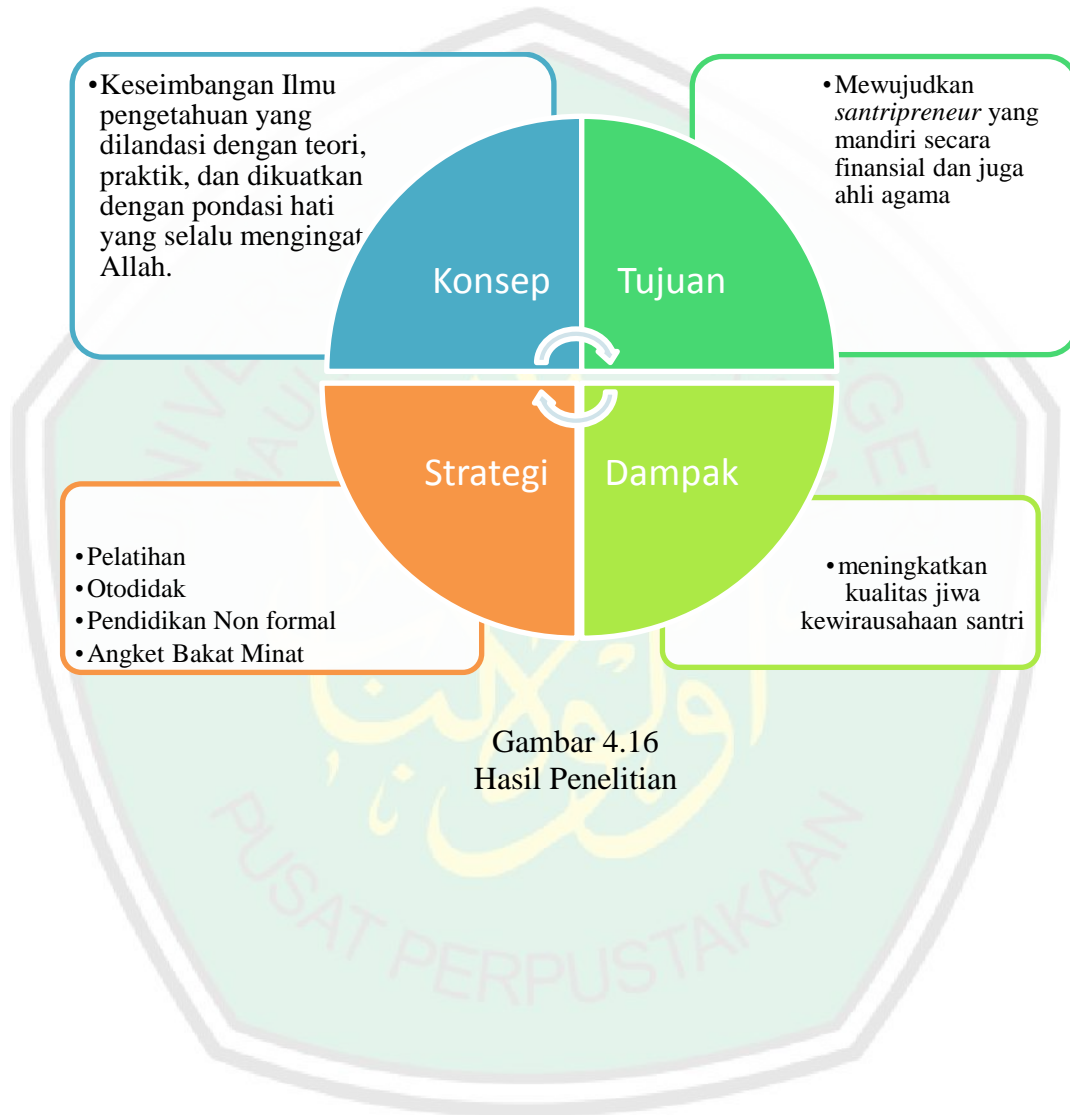 •Keseimbangan Ilmu
pengetahuan yang
dilandasi dengan teori,
praktik, dan dikuatkan
dengan pondasi hati
yang selalu mengingat
Allah.
•Mewujudkan
santripreneur yang
mandiri secara
finansial dan juga
ahli agama
Konsep
Tujuan
Strategi
Dampak
•Pelatihan
•Otodidak
•Pendidikan Non formal
•Angket Bakat Minat
•meningkatkan
kualitas jiwa
kewirausahaan santri
Gambar 4.16
Hasil Penelitian
PUSAT PERPUSTAKAAN